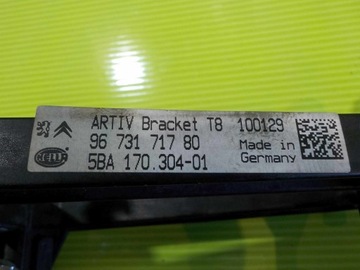 ARTIV Bracket T8 100129
96 731 717 80 Made in
HELLA 5BA 170.304-01 Germany